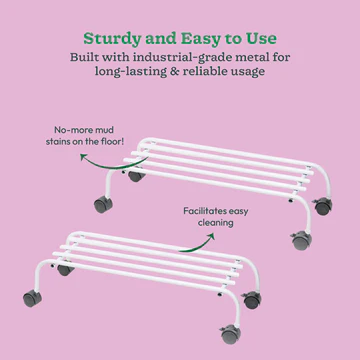 Sturdy and Easy to Use
Built with industrial-grade metal for
long-lasting & reliable usage
No-more mud
stains on the floor!
Facilitates easy
cleaning